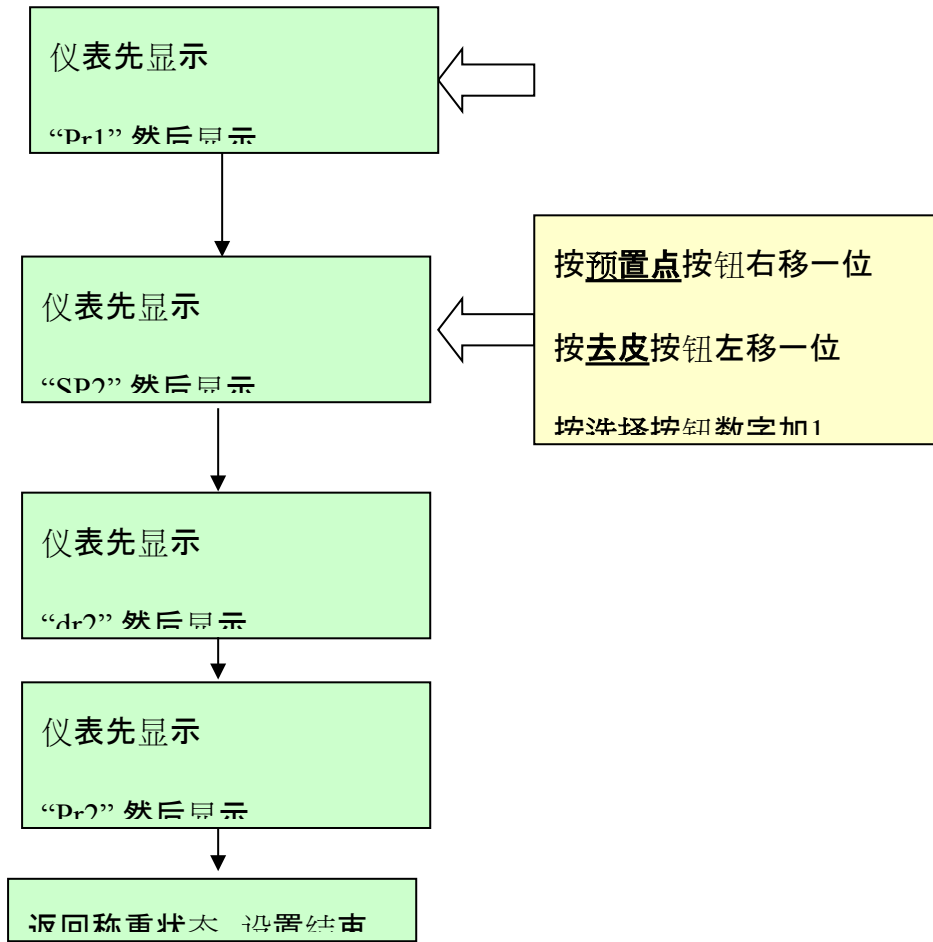 仪表先显示
“Pr1” 然后显示
仪表先显示
“SP2” 然后显示
按预置点按钮右移一位
按去皮按钮左移一位
按选择按钮数字加1
仪表先显示
“dr2” 然后显示
仪表先显示
“Pr2” 然后显示
返回称重状态 设置结束